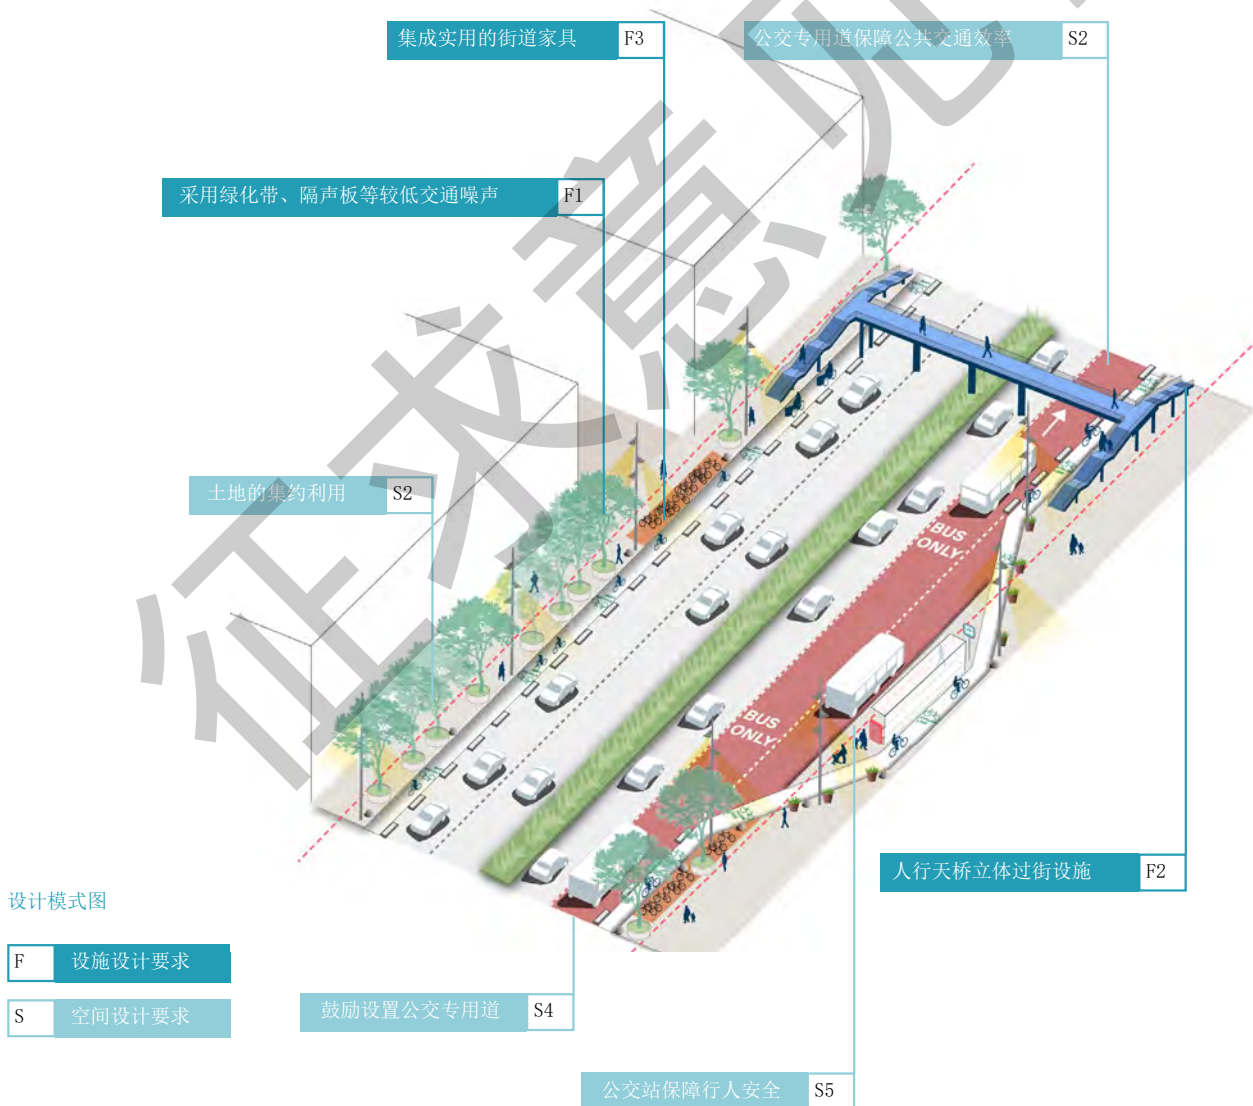 集成实用的街道家具 F3
公交专用道保障公共交通效率 S2
采用绿化带、隔声板等较低交通噪声 F1
土地的集约利用 S2
BUS
ONLY
BUS
ONLY
人行天桥立体过街设施 F2
设计模式图
F 设施设计要求
S 空间设计要求
鼓励设置公交专用道 S4
公交站保障行人安全 S5
征求意见